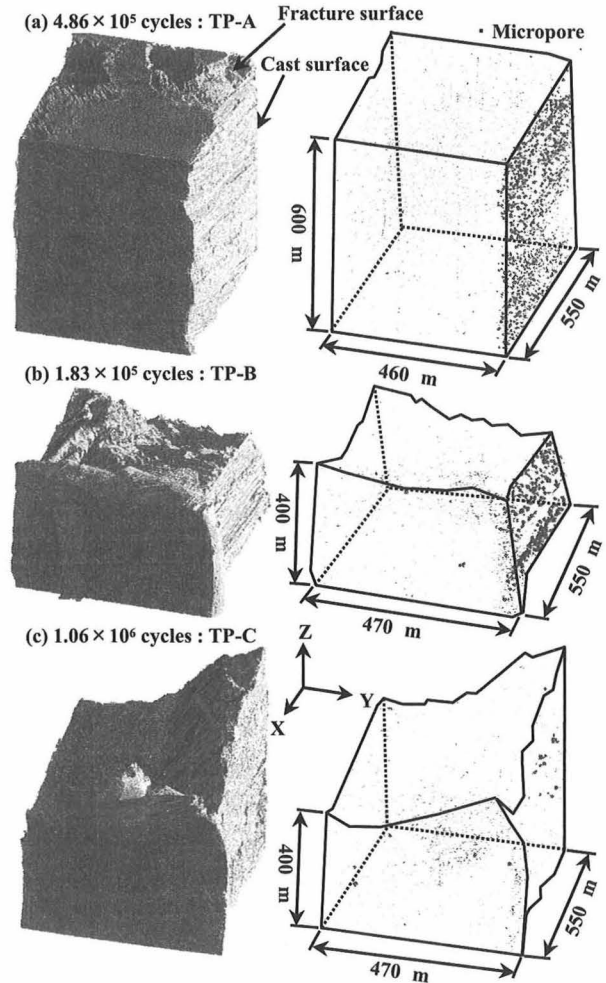 (a) 4.86 × 10⁵ cycles : TP-A
Fracture surface
Cast surface
· Micropore
600 m
460 m
550 m
(b) 1.83 × 10⁵ cycles : TP-B
400 m
470 m
550 m
(c) 1.06 × 10⁶ cycles : TP-C
Z
Y
X
400 m
470 m
550 m